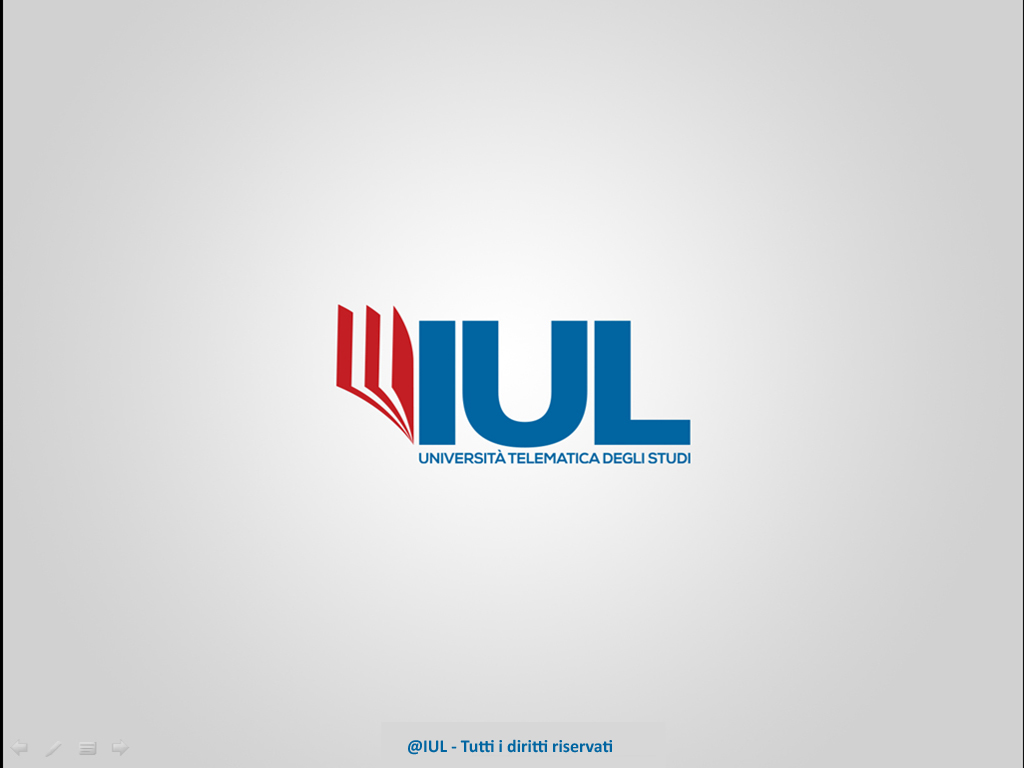 IUL
UNIVERSITÀ TELEMATICA DEGLI STUDI
@IUL - Tutti i diritti riservati